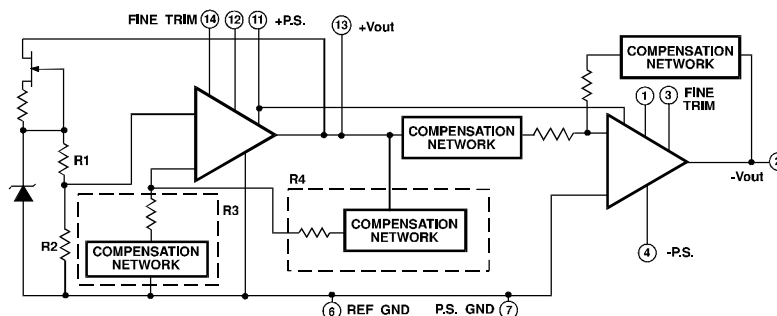 FINE TRIM 14 12 11 +P.S.
13 +Vout
COMPENSATION
NETWORK
1 3 FINE
TRIM
R1
COMPENSATION
NETWORK
R4
R3
COMPENSATION
NETWORK
R2
COMPENSATION
NETWORK
-Vout
2
4 -P.S.
6 REF GND P.S. GND 7